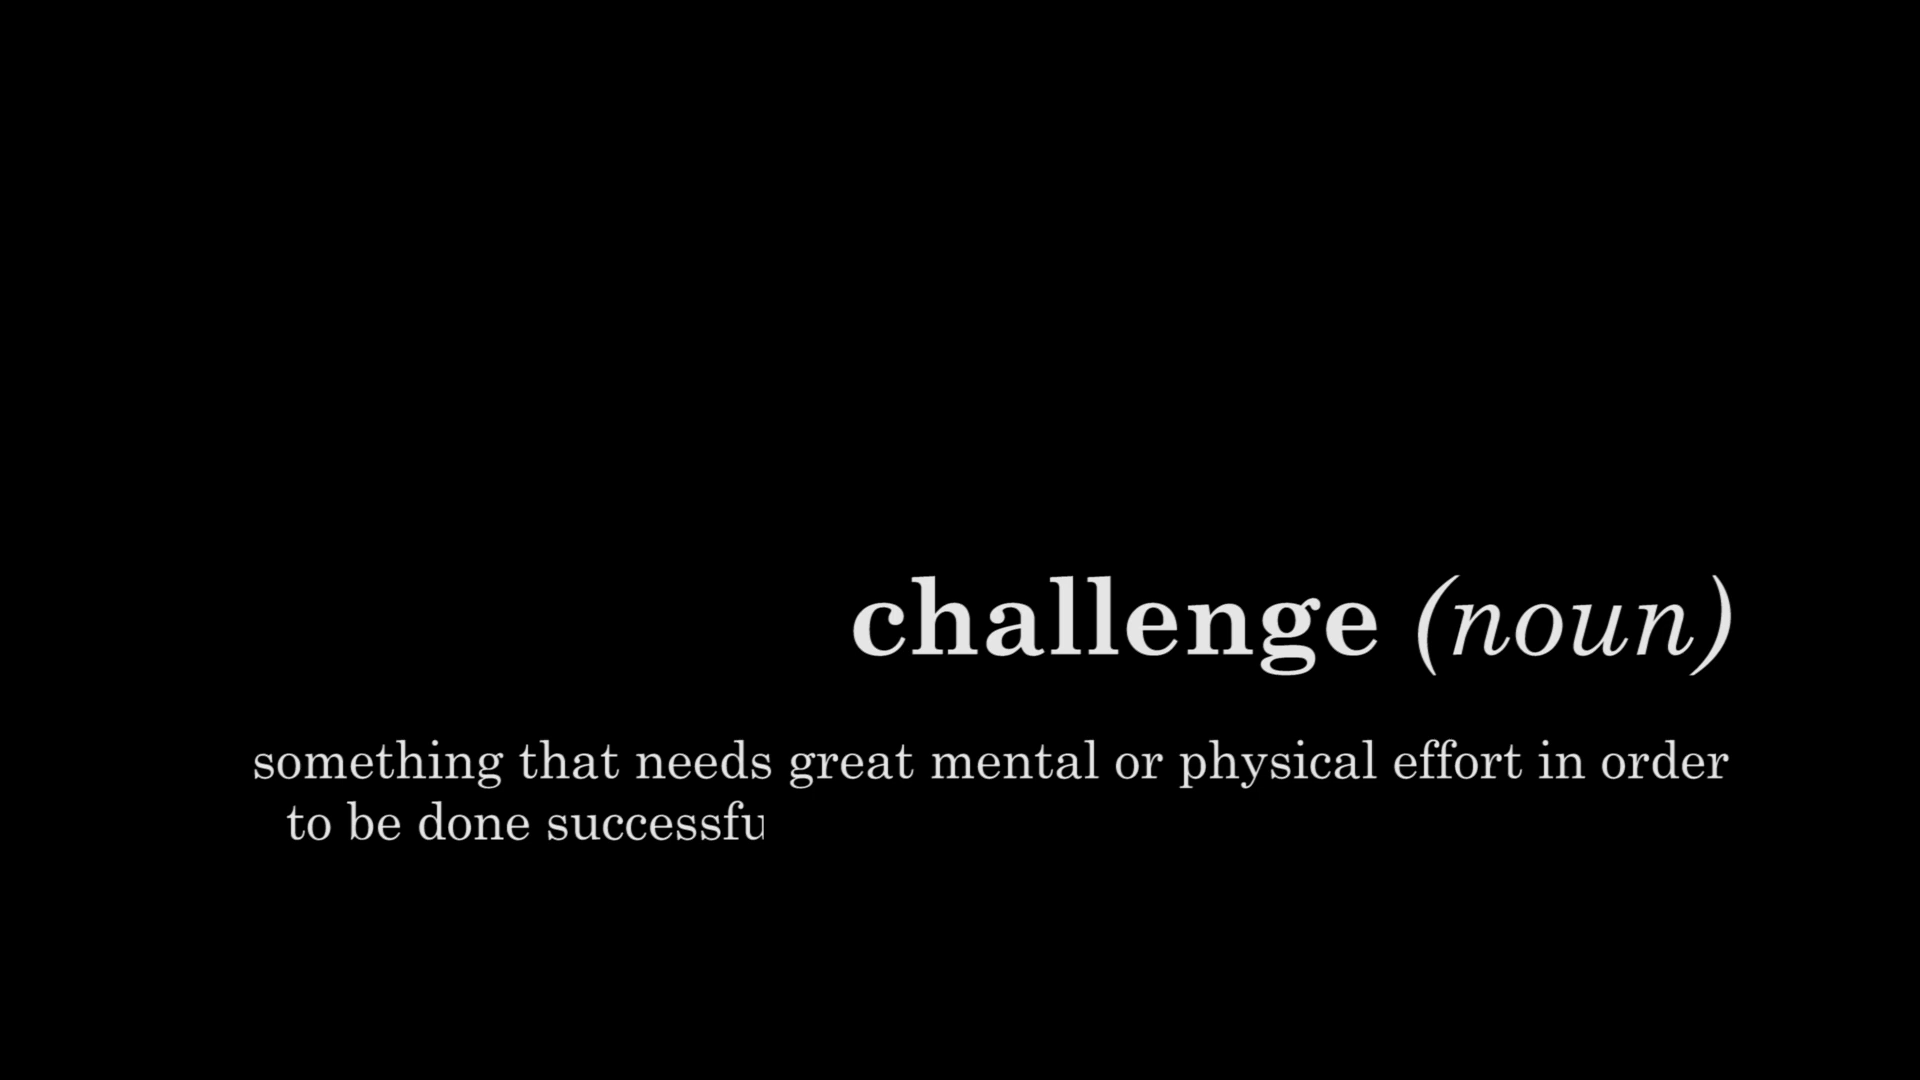 challenge (noun)
something that needs great mental or physical effort in order
to be done successfu